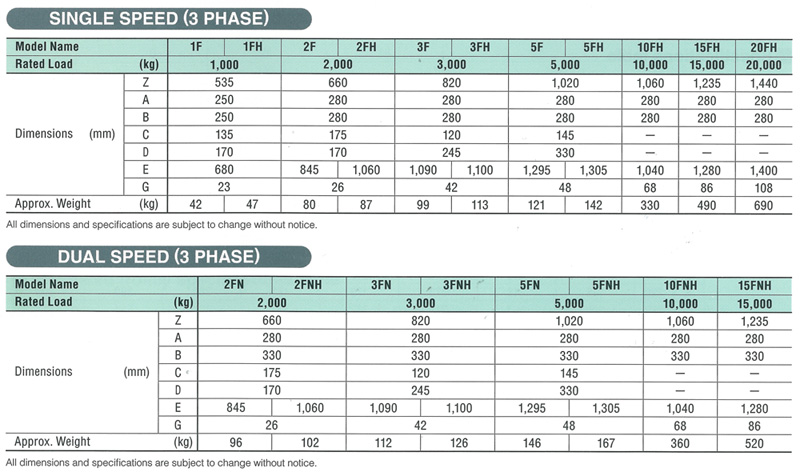 SINGLE SPEED (3 PHASE)
Model Name 1F 1FH 2F 2FH 3F 3FH 5F 5FH 10FH 15FH 20FH
Rated Load (kg) 1,000 2,000 3,000 5,000 10,000 15,000 20,000
Z 535 660 820 1,020 1,060 1,235 1,440
A 250 280 280 280 280 280 280
B 250 280 280 280 280 280 280
Dimensions (mm) C 135 175 120 145 — — —
D 170 170 245 330
E 680 845 1,060 1,090 1,100 1,295 1,305 1,040 1,280 1,400
G 23 26 42 48 68 86 108
Approx. Weight (kg) 42 47 80 87 99 113 121 142 330 490 690
All dimensions and specifications are subject to change without notice.
DUAL SPEED (3 PHASE)
Model Name 2FN 2FNH 3FN 3FNH 5FN 5FNH 10FNH 15FNH
Rated Load (kg) 2,000 3,000 5,000 10,000 15,000
Z 660 820 1,020 1,060 1,235
A 280 280 280 280 280
B 330 330 330 330 330
Dimensions (mm) C 175 120 145 — —
D 170 245 330 — —
E 845 1,060 1,090 1,100 1,295 1,305 1,040 1,280
G 26 42 48 68 86
Approx. Weight (kg) 96 102 112 126 146 167 360 520
All dimensions and specifications are subject to change without notice.